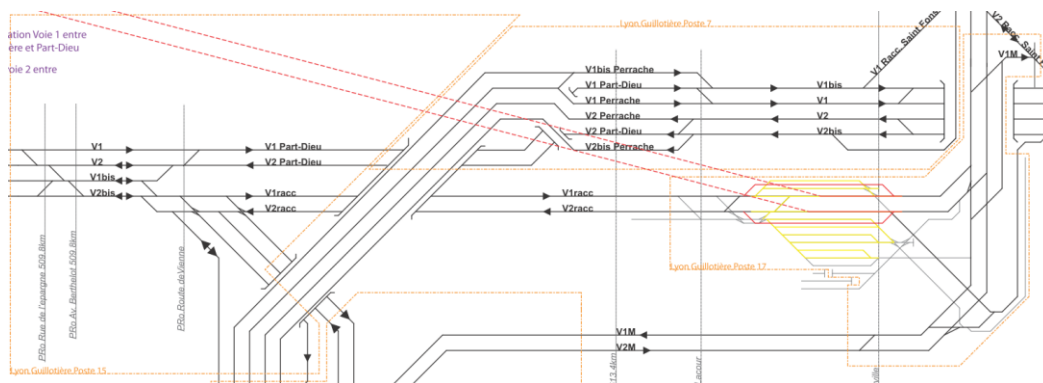 ation Voie 1 entre
ère et Part-Dieu
oie 2 entre
Lyon Guillotière Poste 7
V1 Racc. Saint Fons
V2 Racc. Saint F
V1M
V1bis Perrache
V1 Part-Dieu
V1 Perrache
V2 Perrache
V2 Part-Dieu
V2bis Perrache
V1bis
V1
V2
V2bis
V1
V2
V1bis
V2bis
V1 Part-Dieu
V2 Part-Dieu
V1racc
V2racc
V1racc
V2racc
PRo Rue de l'epargne 509.8km
PRo Av. Berthelot 509.8km
PRo Route deVienne
Lyon Guillotière Poste 17
Lyon Guillotière Poste 15
V1M
V2M
13.4km
Lacour
ville